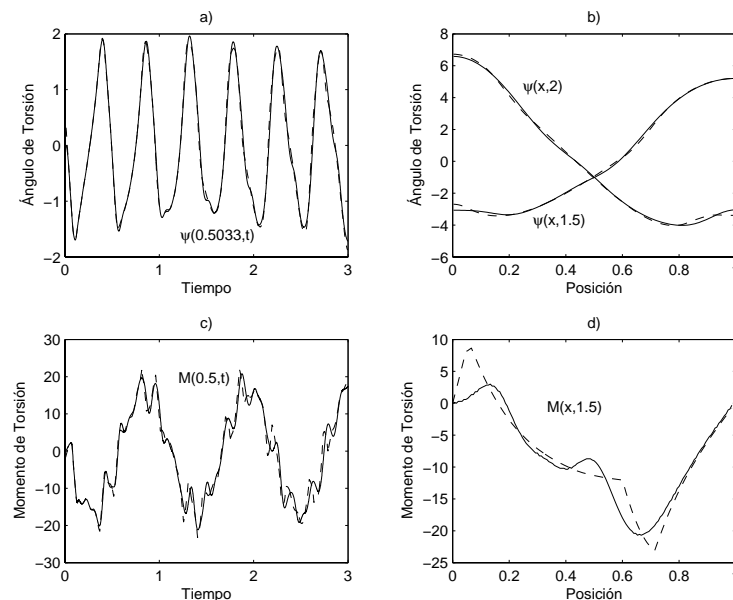 a)
2
1
0
−1
−2
0
1
2
3
Ángulo de Torsión
Tiempo
ψ(0.5033,t)
b)
8
6
4
2
0
−2
−4
−6
0
0.2
0.4
0.6
0.8
1
Ángulo de Torsión
Posición
ψ(x,2)
ψ(x,1.5)
c)
30
20
10
0
−10
−20
−30
0
1
2
3
Momento de Torsión
Tiempo
M(0.5,t)
d)
10
5
0
−5
−10
−15
−20
−25
0
0.2
0.4
0.6
0.8
1
Momento de Torsión
Posición
M(x,1.5)